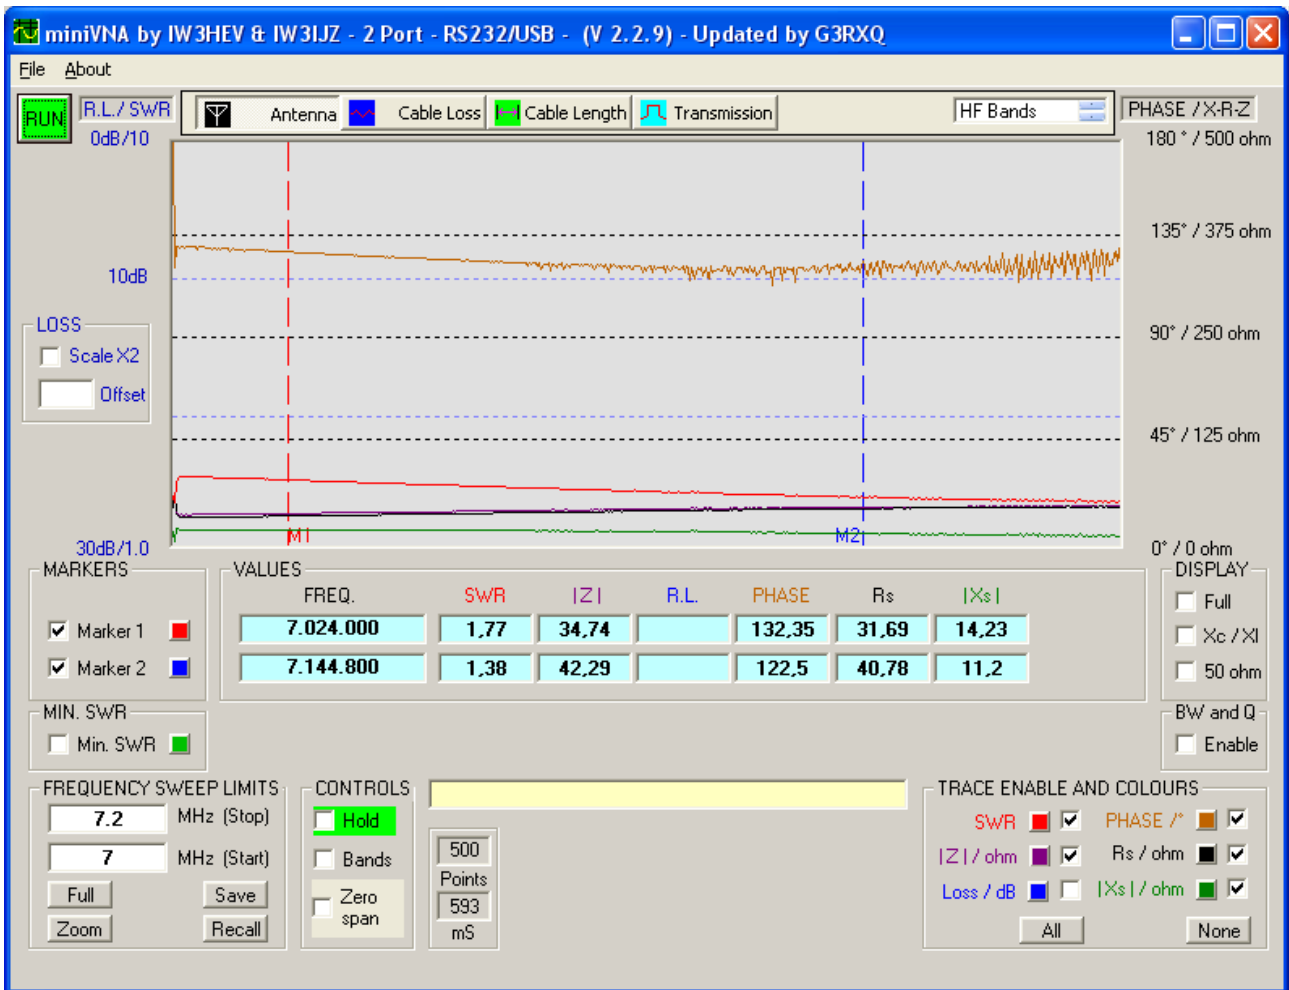 miniVNA by IW3HEV & IW3IJZ - 2 Port - RS232/USB - (V 2.2.9) - Updated by G3RXQ
File About
RUN R.L./ SWR Antenna Cable Loss Cable Length Transmission HF Bands PHASE / X-R-Z
0dB/10 180 ° / 500 ohm
135° / 375 ohm
10dB
LOSS
Scale X2 90° / 250 ohm
Offset
45° / 125 ohm
M1 M2
30dB/1.0 0° / 0 ohm
MARKERS VALUES DISPLAY
FREQ. SWR |Z| R.L. PHASE Rs |Xs| Full
Marker 1 7.024.000 1,77 34,74 132,35 31,69 14,23 Xc / Xl
Marker 2 7.144.800 1,38 42,29 122,5 40,78 11,2 50 ohm
MIN. SWR BW and Q
Min. SWR Enable
FREQUENCY SWEEP LIMITS CONTROLS TRACE ENABLE AND COLOURS
7.2 MHz (Stop) Hold SWR PHASE /°
7 MHz (Start) Bands 500 |Z| / ohm Rs / ohm
Points
Full Save Zero span 593 Loss / dB |Xs| / ohm
Zoom Recall mS All None